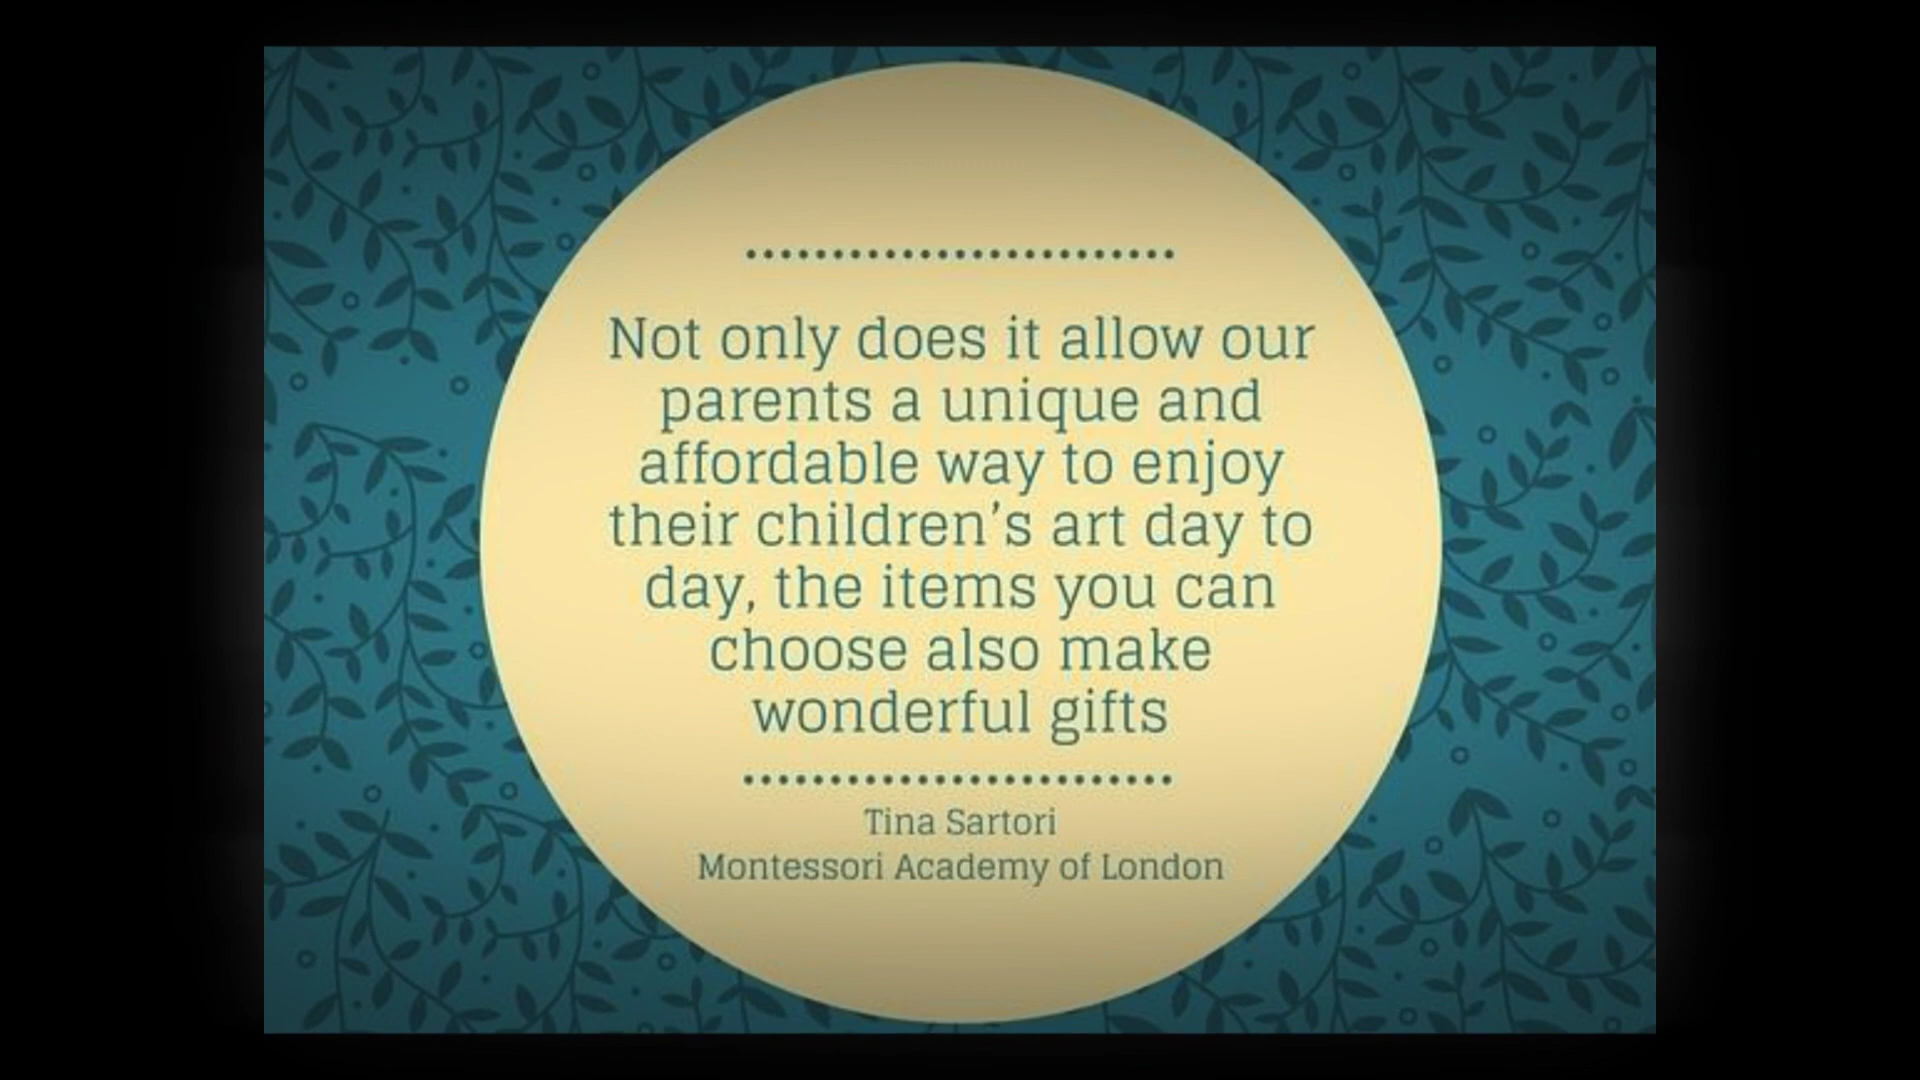 Not only does it allow our
parents a unique and
affordable way to enjoy
their children’s art day to
day, the items you can
choose also make
wonderful gifts
Tina Sartori
Montessori Academy of London